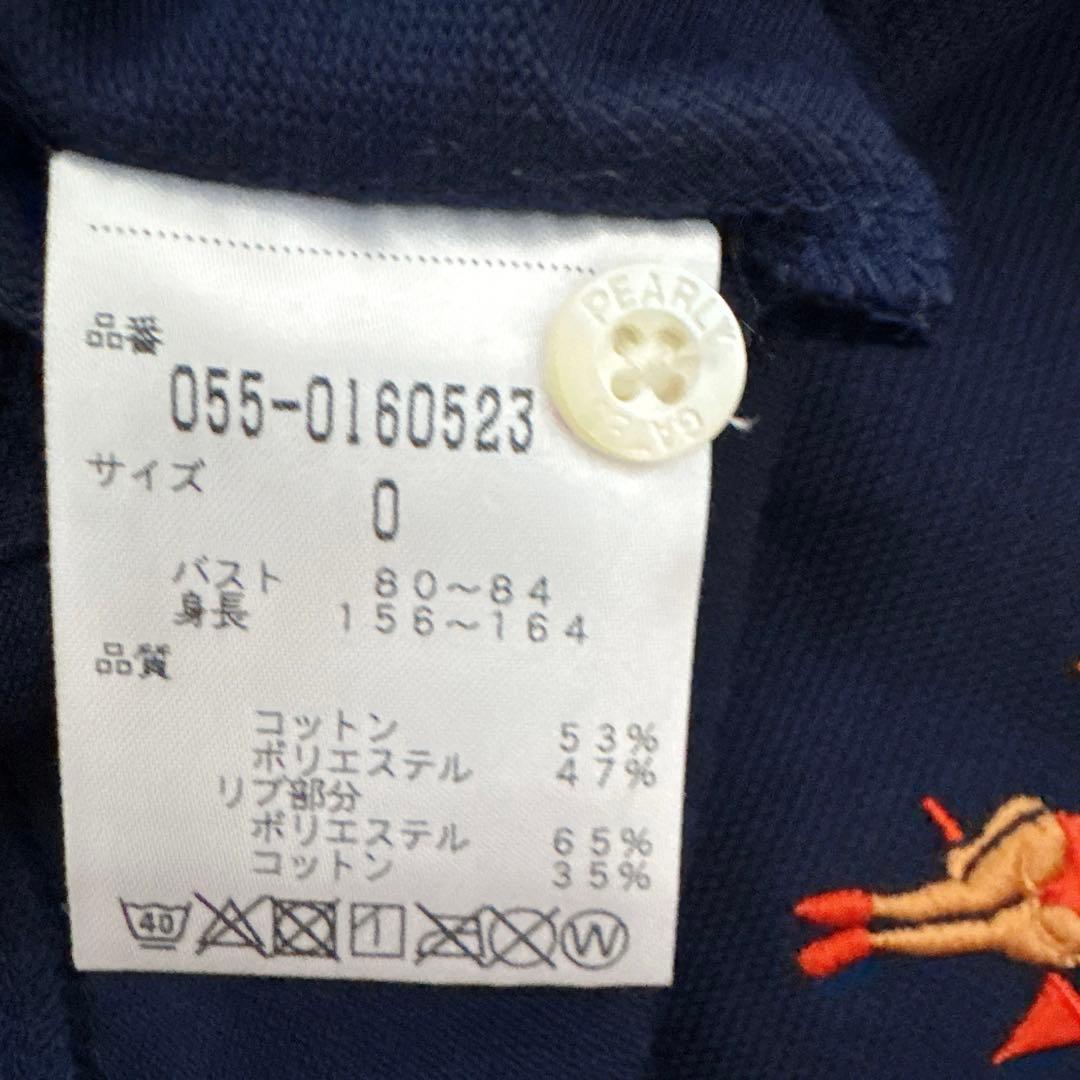 品番
055-0160523
サイズ
0
バスト 80～84
身長 156～164
品質
コットン 53%
ポリエステル 47%
リブ部分
ポリエステル 65%
コットン 35%
40
W
PEARLY
GA